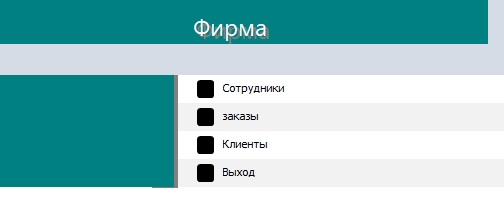 Фирма
Сотрудники
заказы
Клиенты
Выход